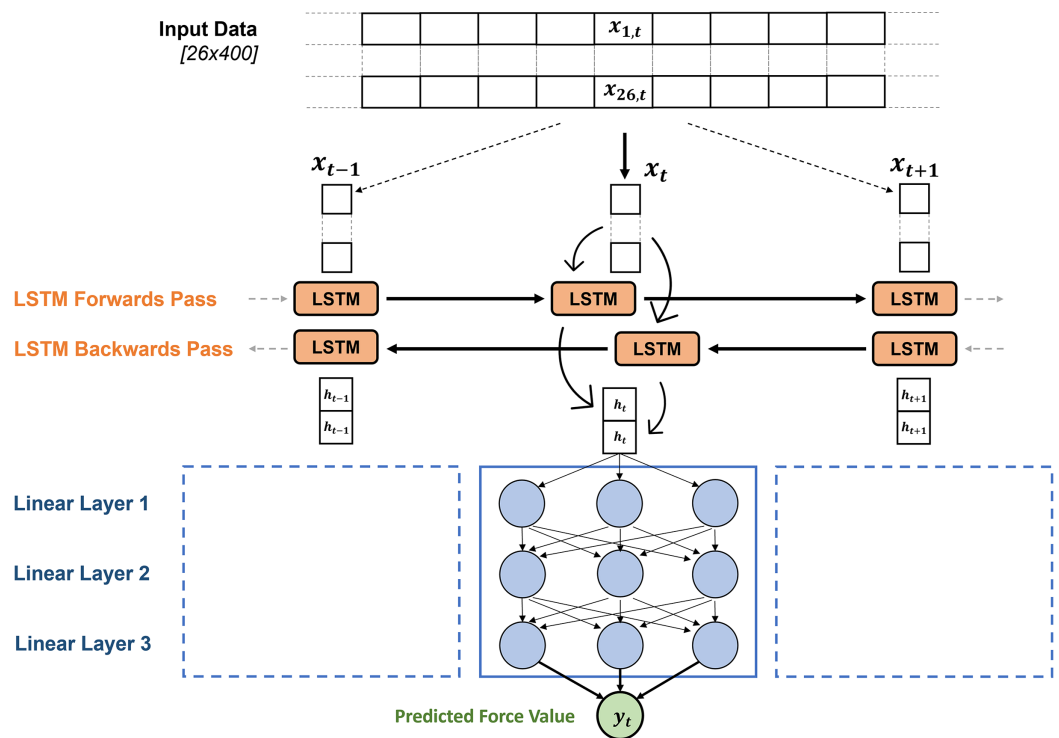 Input Data
[26x400]
x1,t
x26,t
xt−1
xt
xt+1
LSTM Forwards Pass
LSTM
LSTM
LSTM
LSTM Backwards Pass
LSTM
LSTM
LSTM
ht−1
ht−1
ht
ht
ht+1
ht+1
Linear Layer 1
Linear Layer 2
Linear Layer 3
Predicted Force Value
yt